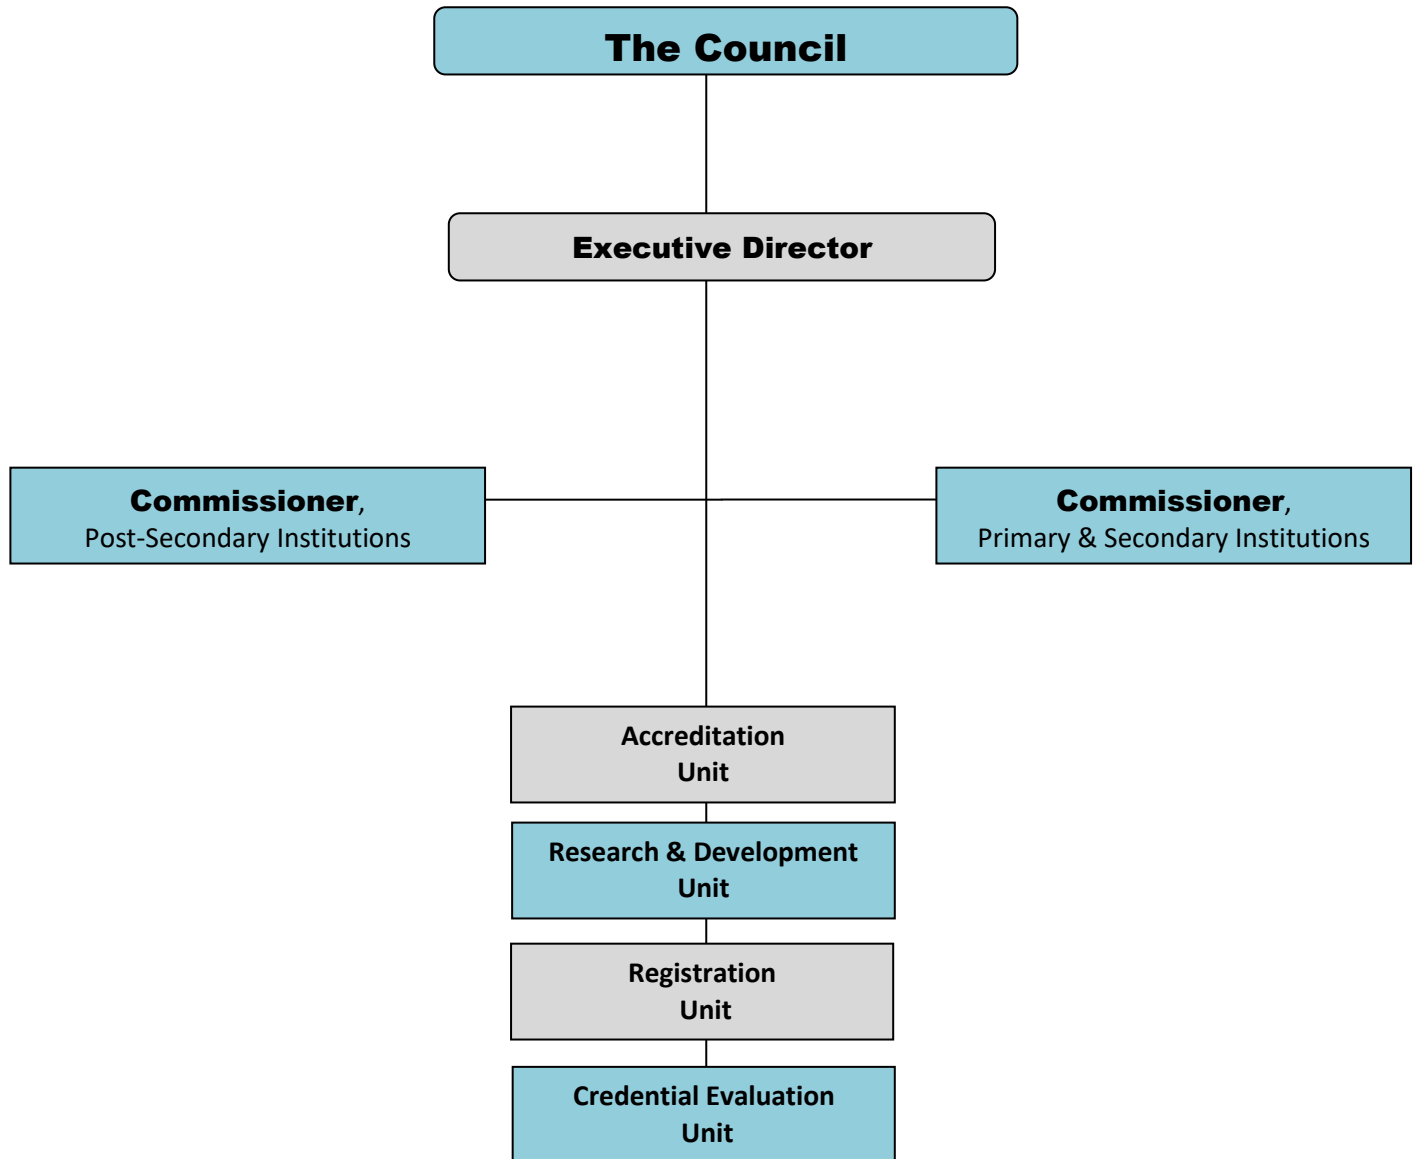 The Council
Executive Director
Commissioner,
Post-Secondary Institutions
Commissioner,
Primary & Secondary Institutions
Accreditation
Unit
Research & Development
Unit
Registration
Unit
Credential Evaluation
Unit